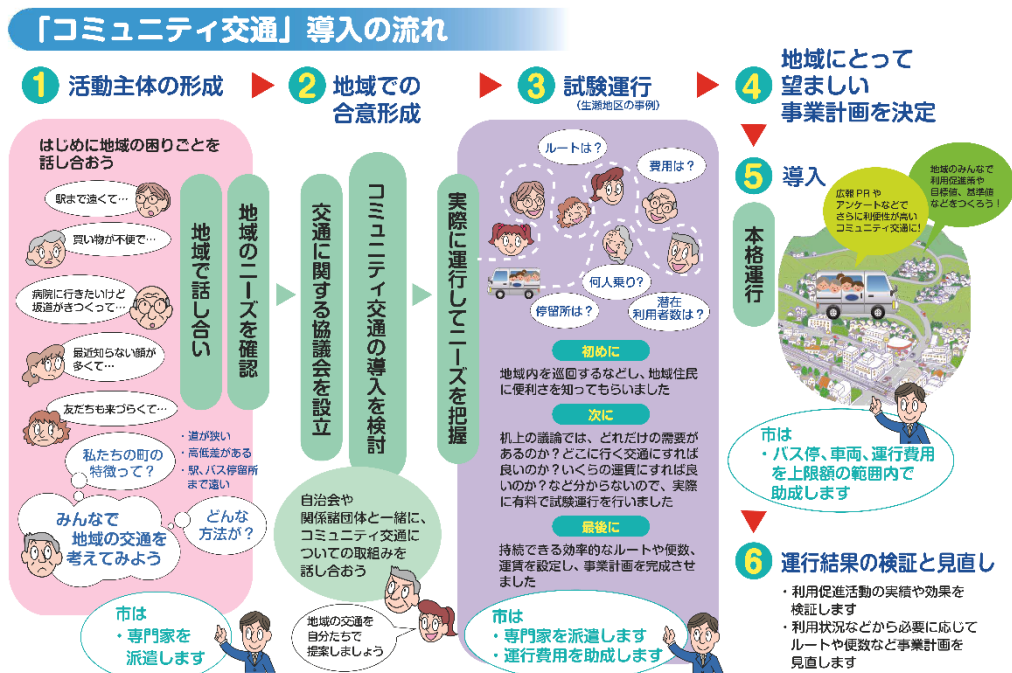 「コミュニティ交通」導入の流れ
1 活動主体の形成
はじめに地域の困りごとを
話し合おう
駅まで遠くて…
買い物が不便で…
病院に行きたいけど
坂道がきつくって…
最近知らない顔が
多くて…
友だちも来づらくて…
地域で話し合い
地域のニーズを確認
私たちの町の
特徴って？
・道が狭い
・高低差がある
・駅、バス停留所
まで遠い
みんなで
地域の交通を
考えてみよう
どんな
方法が？
市は
・専門家を
派遣します
2 地域での
合意形成
交通に関する協議会を設立
コミュニティ交通の導入を検討
自治会や
関係諸団体と一緒に、
コミュニティ交通に
ついての取組みを
話し合おう
地域の交通を
自分たちで
提案しましょう
3 試験運行
（生瀬地区の事例）
実際に運行してニーズを把握
ルートは？
費用は？
何人乗り？
停留所は？
潜在
利用者数は？
初めに
地域内を巡回するなどし、地域住民
に便利さを知ってもらいました
次に
机上の議論では、どれだけの需要が
あるのか？どこに行く交通にすれば
良いのか？いくらの運賃にすれば良
いのか？など分からないので、実際
に有料で試験運行を行いました
最後に
持続できる効率的なルートや便数、
運賃を設定し、事業計画を完成させ
ました
市は
・専門家を派遣します
・運行費用を助成します
4 地域にとって
望ましい
事業計画を決定
5 導入
本格運行
広報PRや
アンケートなどで
さらに利便性が高い
コミュニティ交通に！
地域のみんなで
利用促進策や
目標値、基準値
などをつくろう！
市は
・バス停、車両、運行費用
を上限額の範囲内で
助成します
6 運行結果の検証と見直し
・利用促進活動の実績や効果を
検証します
・利用状況などから必要に応じて
ルートや便数など事業計画を
見直します